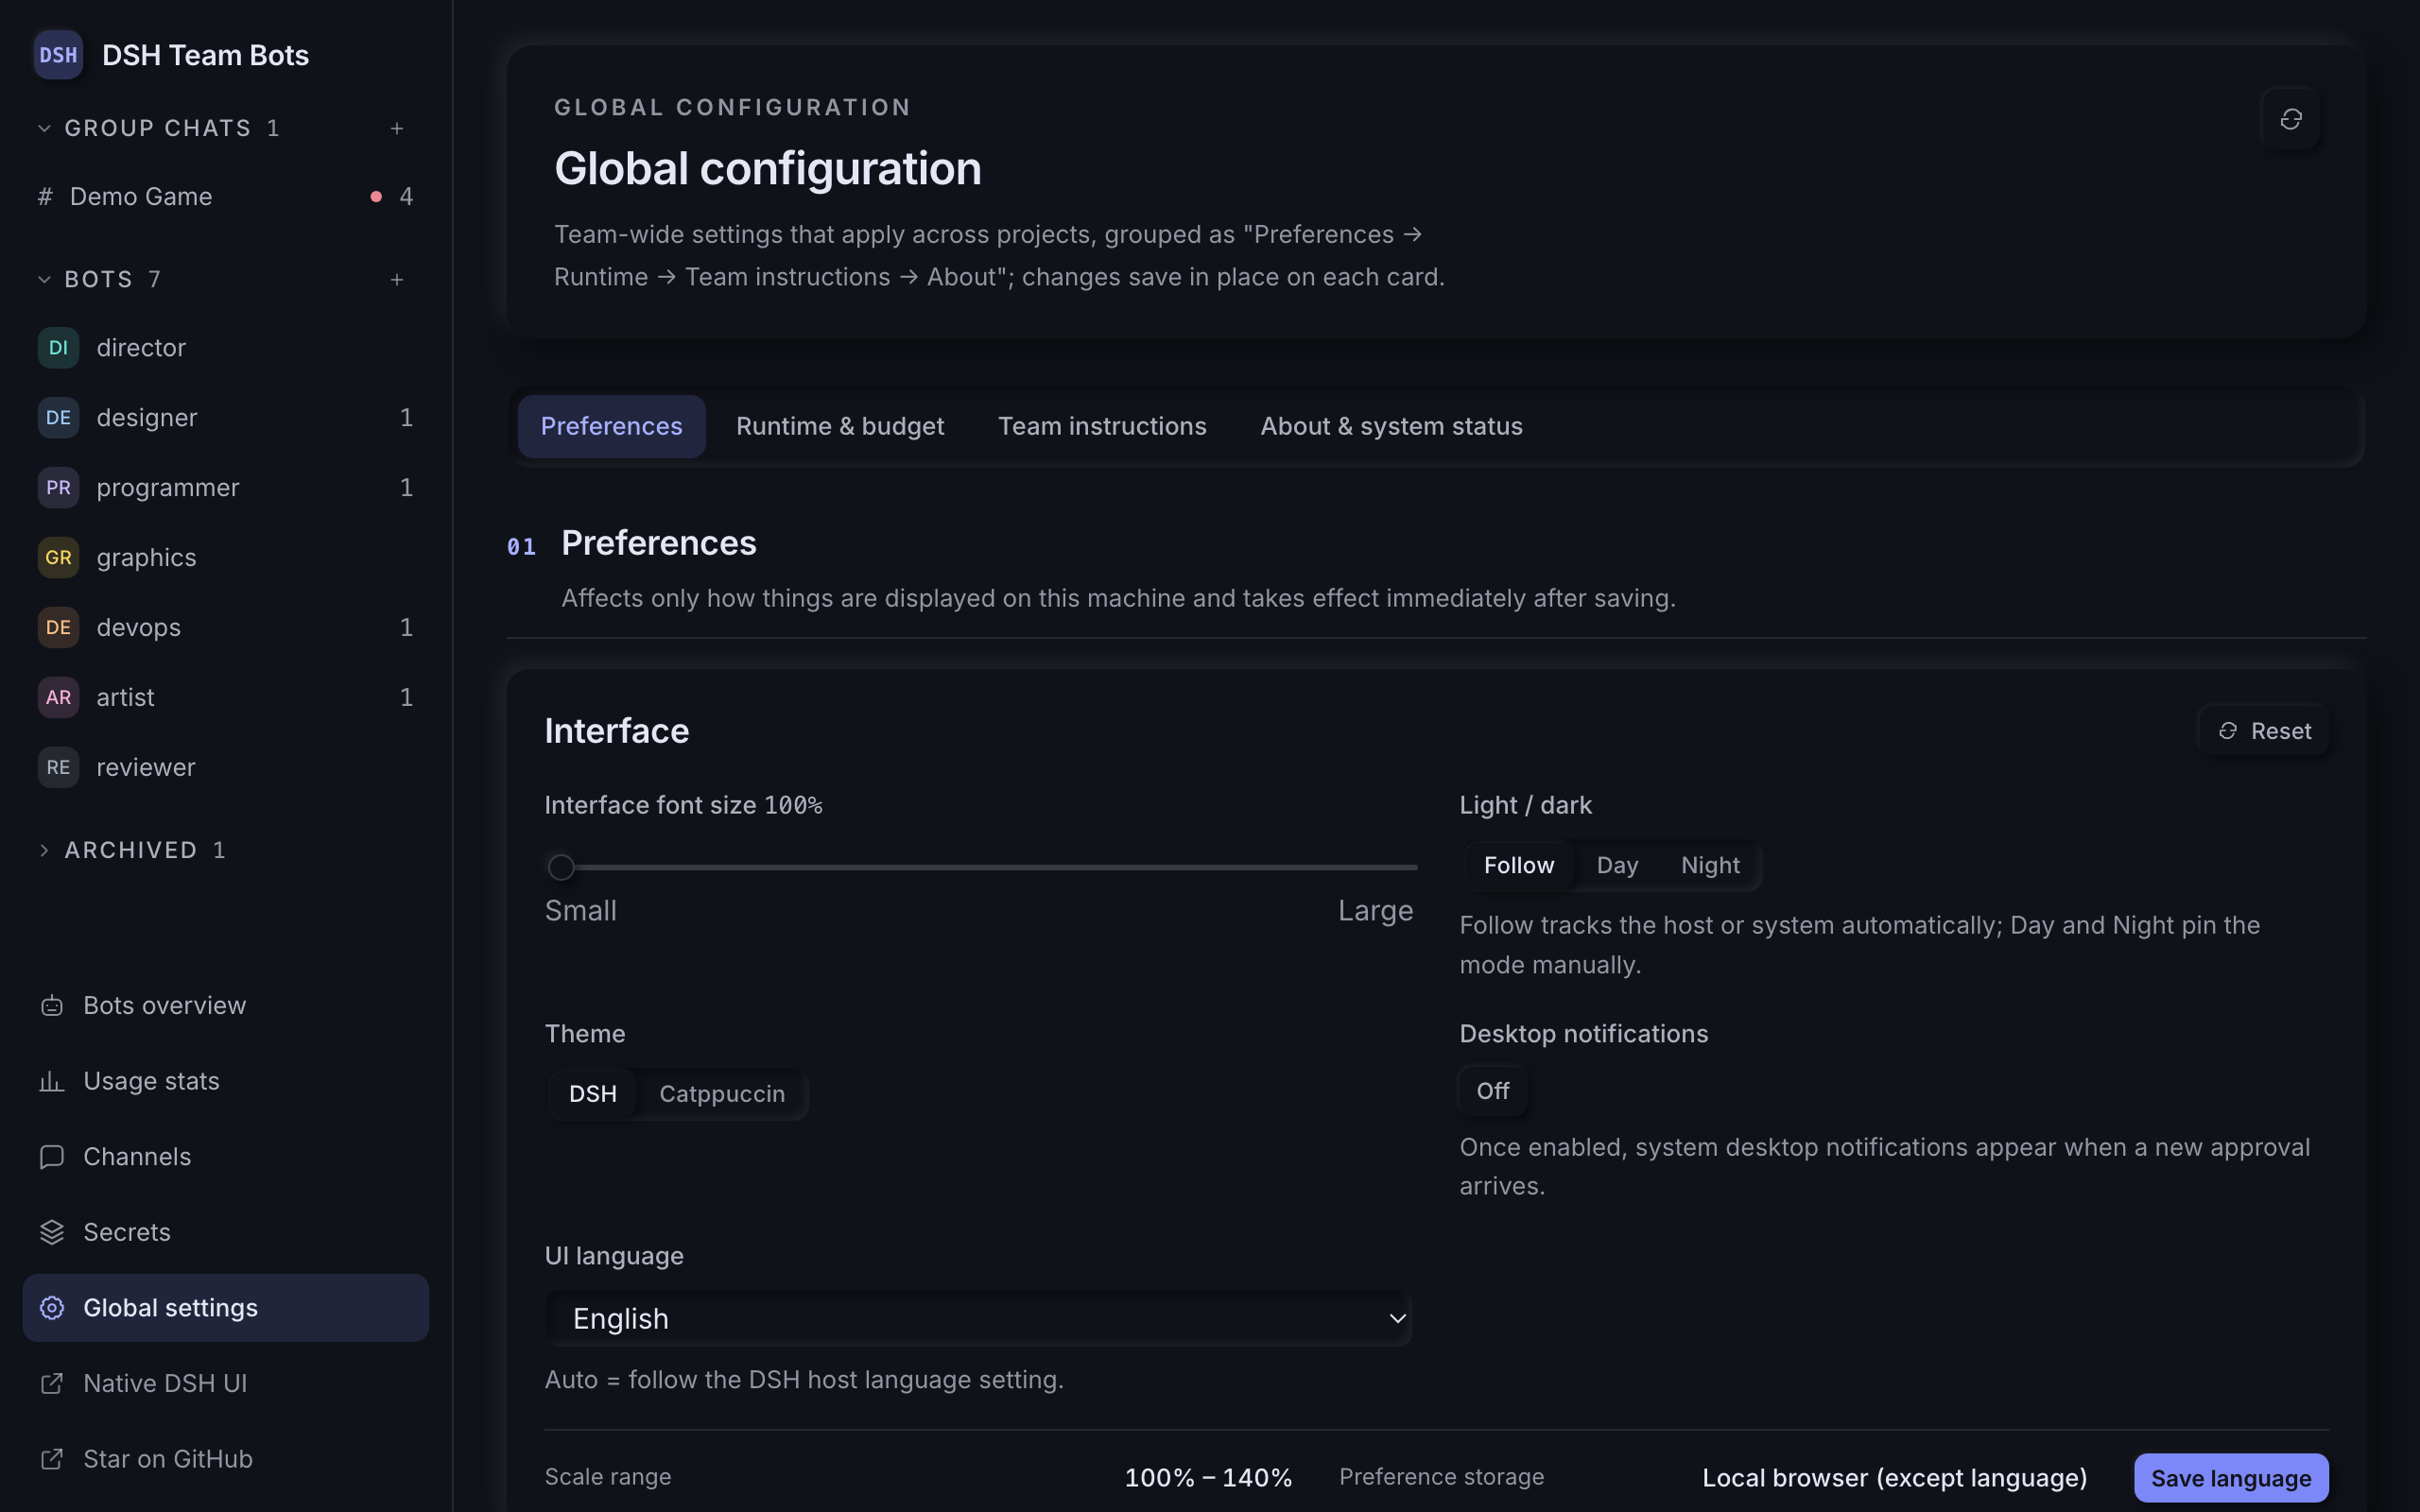 DSH DSH Team Bots
GROUP CHATS 1 +
# Demo Game 4
BOTS 7 +
DI director
DE designer 1
PR programmer 1
GR graphics
DE devops 1
AR artist 1
RE reviewer
ARCHIVED 1
Bots overview
Usage stats
Channels
Secrets
Global settings
Native DSH UI
Star on GitHub
GLOBAL CONFIGURATION
Global configuration
Team-wide settings that apply across projects, grouped as "Preferences →
Runtime → Team instructions → About"; changes save in place on each card.
Preferences Runtime & budget Team instructions About & system status
01 Preferences
Affects only how things are displayed on this machine and takes effect immediately after saving.
Interface Reset
Interface font size 100%
Small Large
Light / dark
Follow Day Night
Follow tracks the host or system automatically; Day and Night pin the
mode manually.
Theme
DSH Catppuccin
Desktop notifications
Off
Once enabled, system desktop notifications appear when a new approval
arrives.
UI language
English
Auto = follow the DSH host language setting.
Scale range 100% – 140% Preference storage Local browser (except language) Save language